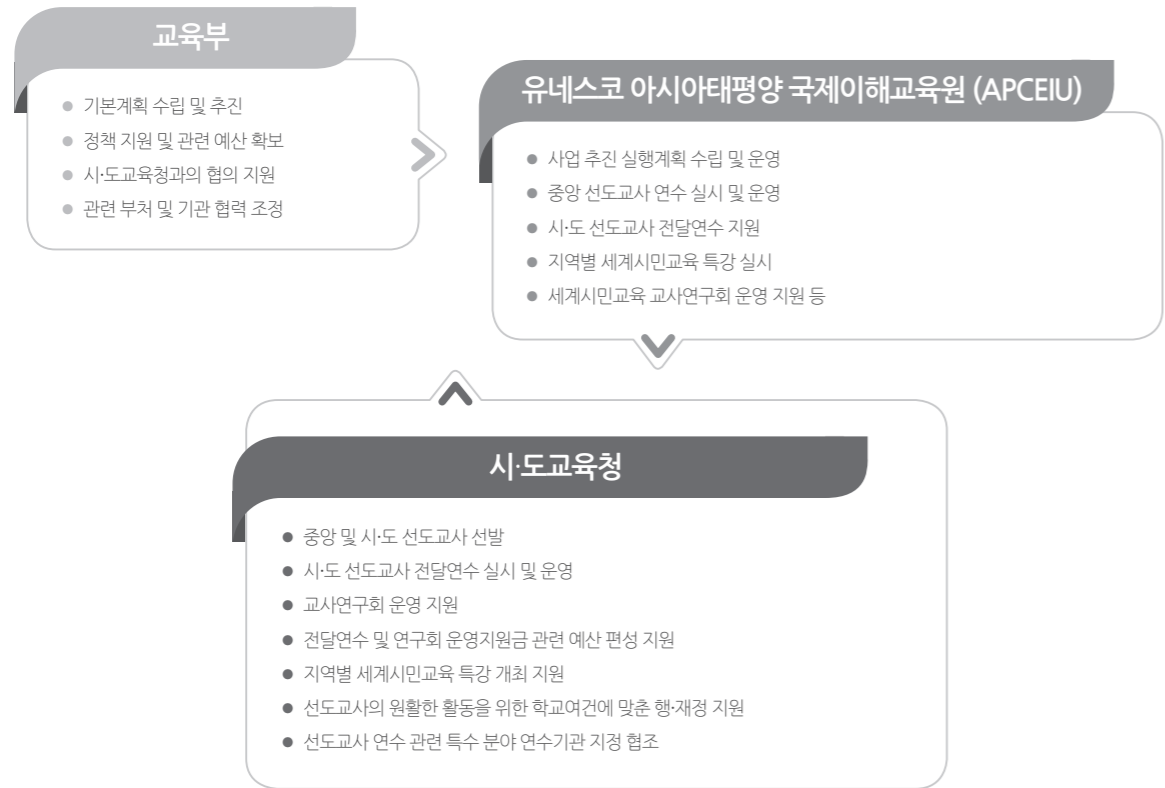 교육부
● 기본계획 수립 및 추진
● 정책 지원 및 관련 예산 확보
● 시·도교육청과의 협의 지원
● 관련 부처 및 기관 협력 조정
유네스코 아시아태평양 국제이해교육원 (APCEIU)
● 사업 추진 실행계획 수립 및 운영
● 중앙 선도교사 연수 실시 및 운영
● 시·도 선도교사 전달연수 지원
● 지역별 세계시민교육 특강 실시
● 세계시민교육 교사연구회 운영 지원 등
시·도교육청
● 중앙 및 시·도 선도교사 선발
● 시·도 선도교사 전달연수 실시 및 운영
● 교사연구회 운영 지원
● 전달연수 및 연구회 운영지원금 관련 예산 편성 지원
● 지역별 세계시민교육 특강 개최 지원
● 선도교사의 원활한 활동을 위한 학교여건에 맞춘 행·재정 지원
● 선도교사 연수 관련 특수 분야 연수기관 지정 협조